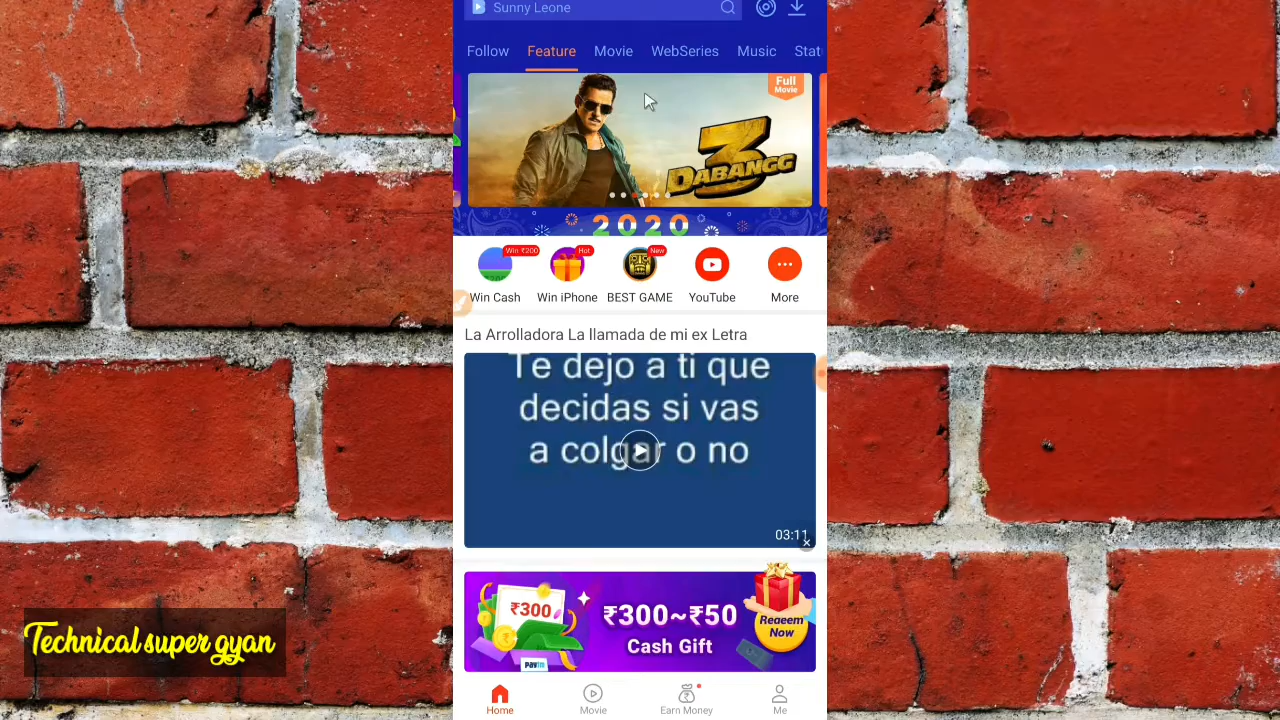 Sunny Leone
Follow Feature Movie WebSeries Music Stat
Full
Movie
DABANGG 3
2020
Win ₹200 Hot New
Win Cash Win iPhone BEST GAME YouTube More
La Arrolladora La llamada de mi ex Letra
Te dejo a ti que
decidas si vas
a colgar o no
03:11
₹300
Paytm
₹300~₹50
Cash Gift
Redeem
Now
Technical super gyan
Home Movie Earn Money Me